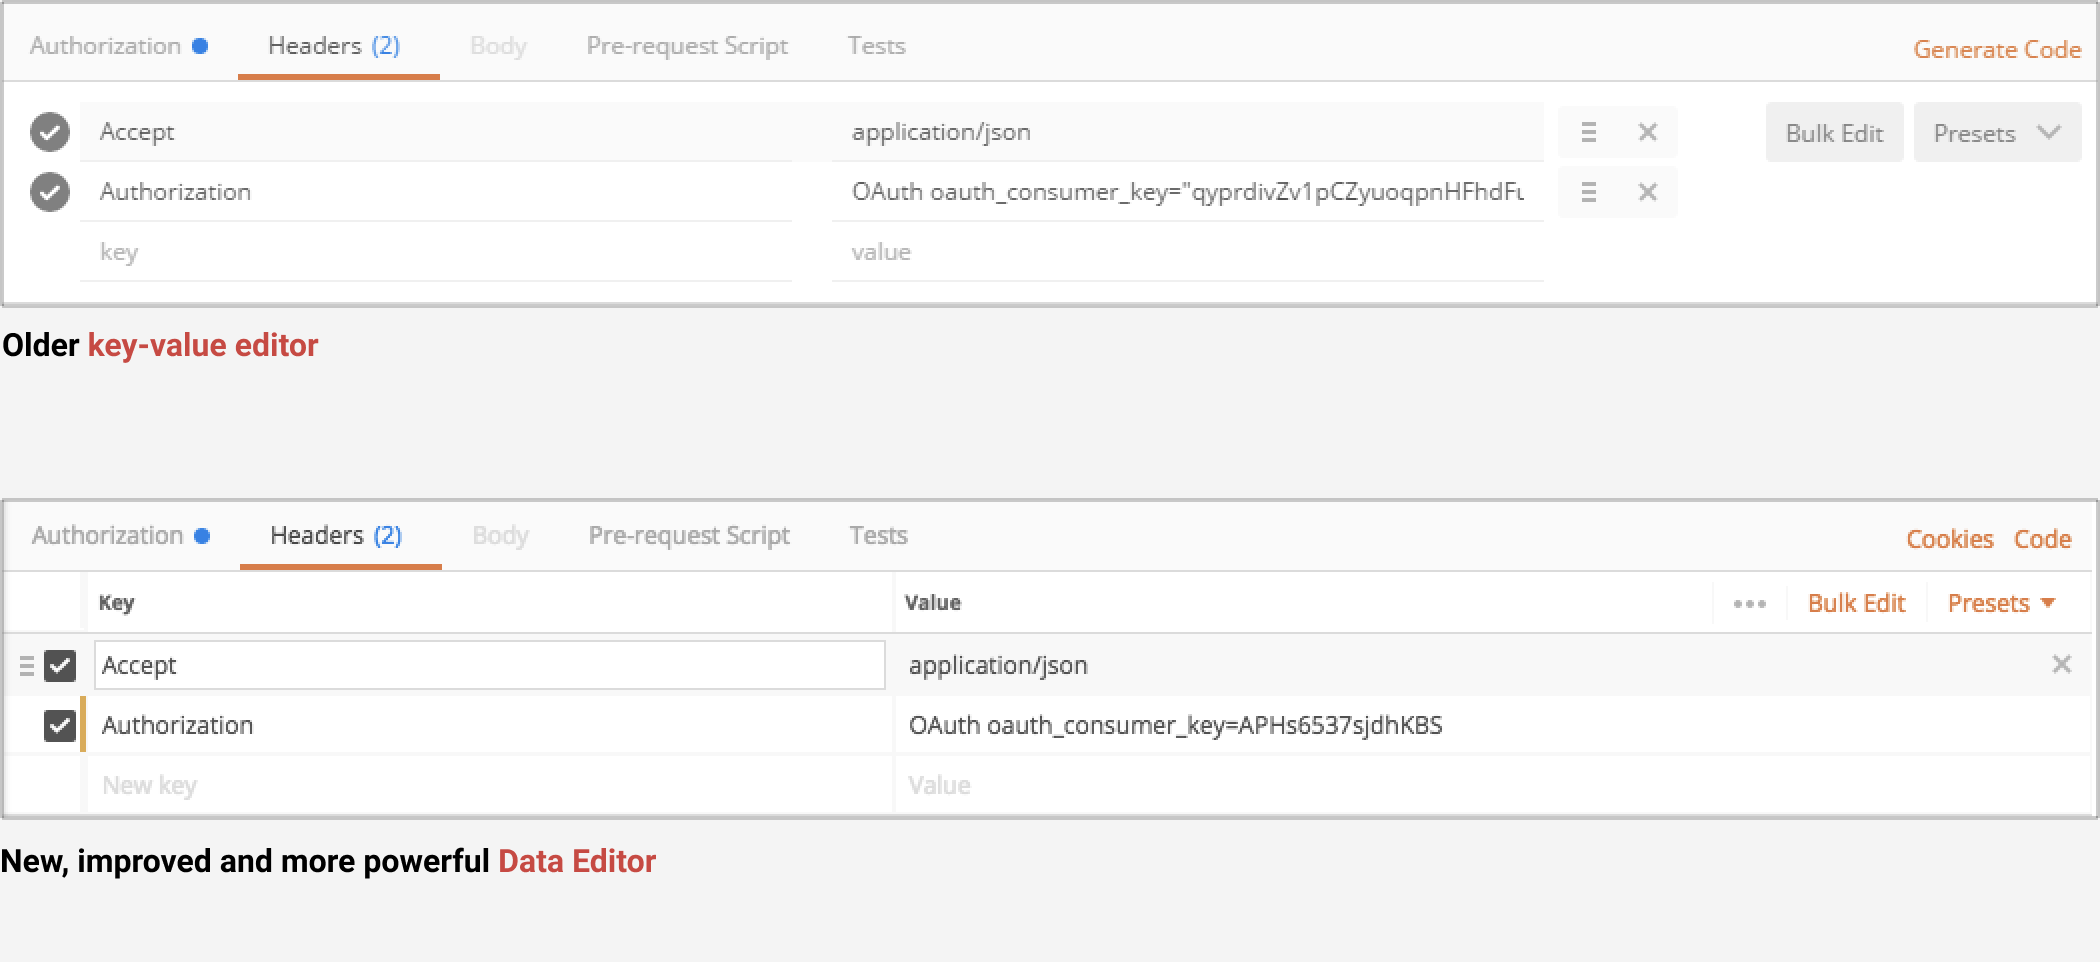 Authorization Headers (2) Body Pre-request Script Tests Generate Code
Accept application/json Bulk Edit Presets
Authorization OAuth oauth_consumer_key="qyprdivZv1pCZyuoqpnHFhdFu
key value
Older key-value editor
Authorization Headers (2) Body Pre-request Script Tests Cookies Code
Key Value Bulk Edit Presets
Accept application/json
Authorization OAuth oauth_consumer_key=APHs6537sjdhKBS
New key Value
New, improved and more powerful Data Editor